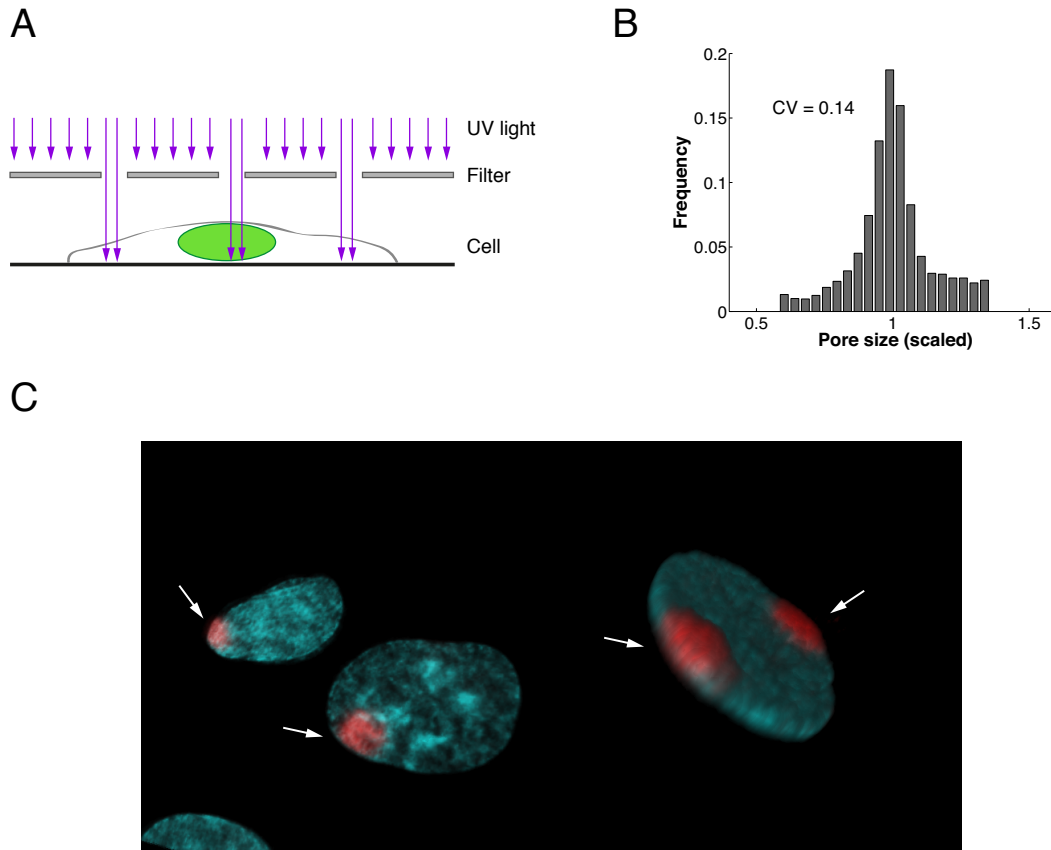 A
UV light
Filter
Cell
B
0.2
0.15
0.1
0.05
0
CV = 0.14
Frequency
0.5
1
1.5
Pore size (scaled)
C